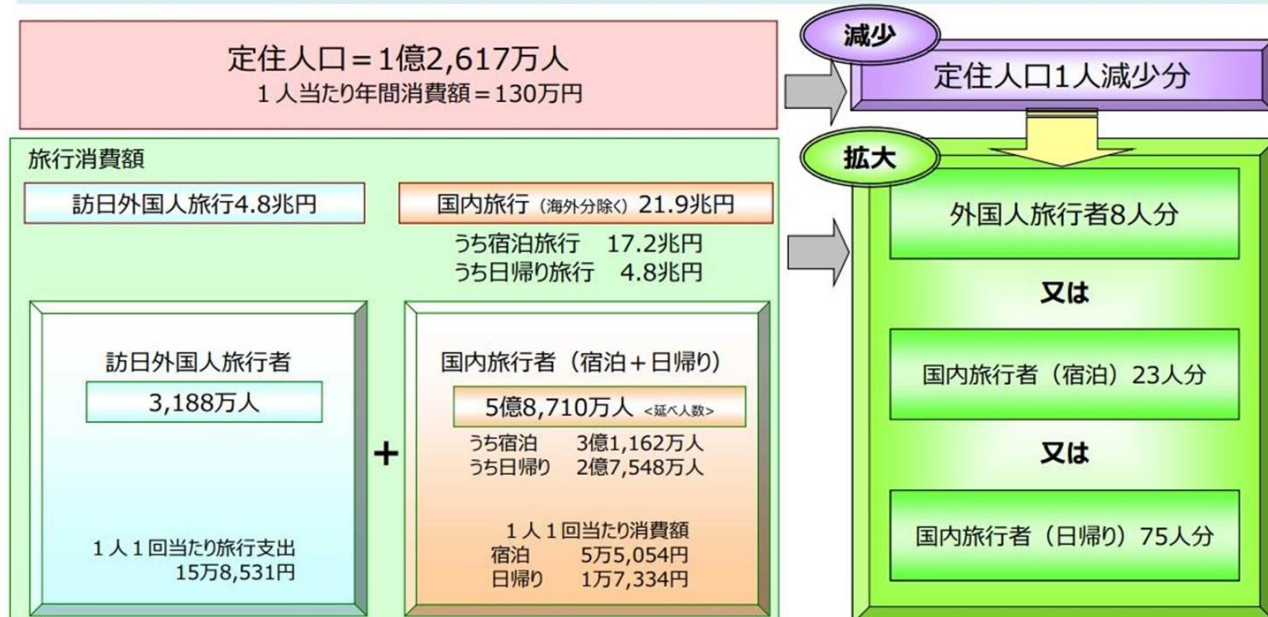 定住人口＝1億2,617万人
１人当たり年間消費額＝130万円
減少
定住人口1人減少分
旅行消費額
訪日外国人旅行4.8兆円
国内旅行（海外分除く）21.9兆円
うち宿泊旅行　17.2兆円
うち日帰り旅行　4.8兆円
訪日外国人旅行者
3,188万人
１人１回当たり旅行支出
15万8,531円
＋
国内旅行者（宿泊＋日帰り）
5億8,710万人 <延べ人数>
うち宿泊　3億1,162万人
うち日帰り　2億7,548万人
１人１回当たり消費額
宿泊　5万5,054円
日帰り　1万7,334円
拡大
外国人旅行者8人分
又は
国内旅行者（宿泊）23人分
又は
国内旅行者（日帰り）75人分